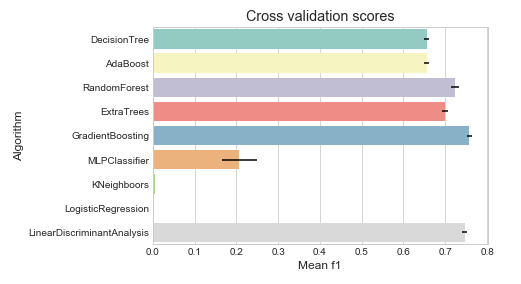 Cross validation scores
Algorithm
DecisionTree
AdaBoost
RandomForest
ExtraTrees
GradientBoosting
MLPClassifier
KNeighboors
LogisticRegression
LinearDiscriminantAnalysis
0.0 0.1 0.2 0.3 0.4 0.5 0.6 0.7 0.8
Mean f1